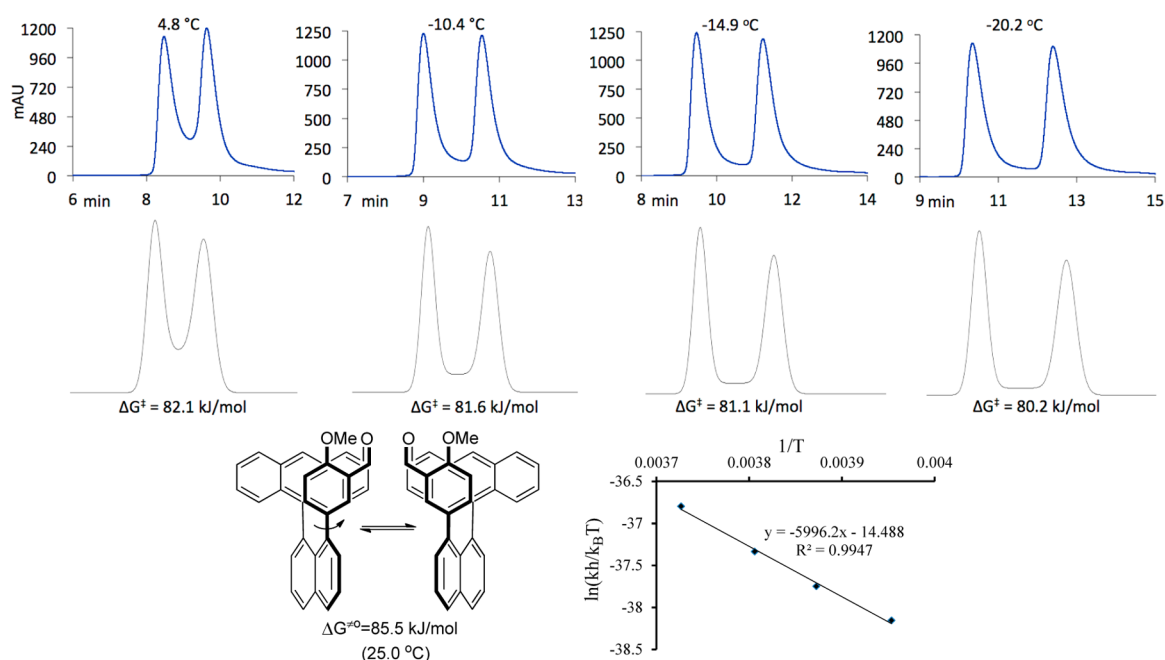 4.8 °C
-10.4 °C
-14.9 °C
-20.2 °C
mAU
1200
960
720
480
240
0
6 min 8 10 12
1250
1000
750
500
250
0
7 min 9 11 13
1250
1000
750
500
250
0
8 min 10 12 14
1200
960
720
480
240
0
9 min 11 13 15
ΔG‡ = 82.1 kJ/mol
ΔG‡ = 81.6 kJ/mol
ΔG‡ = 81.1 kJ/mol
ΔG‡ = 80.2 kJ/mol
OMe O
O OMe
ΔG≠o=85.5 kJ/mol
(25.0 °C)
1/T
0.0037 0.0038 0.0039 0.004
ln(kh/kBT)
-36.5
-37
-37.5
-38
-38.5
y = -5996.2x - 14.488
R² = 0.9947